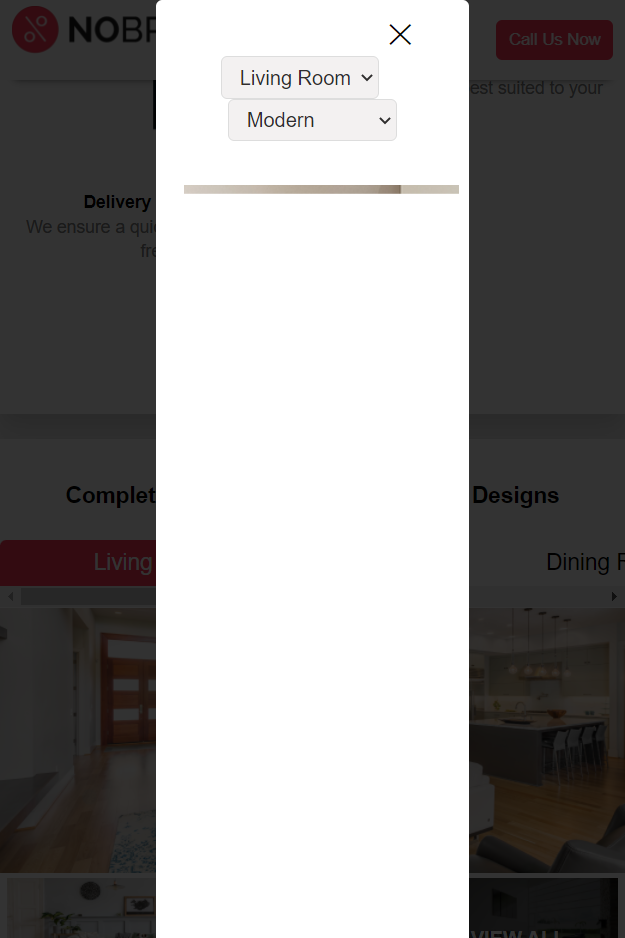 NOBR
Call Us Now
Living Room
est suited to your
Modern
Delivery
We ensure a quic
fre
Complet
Designs
Living
Dining R
VIEW ALL